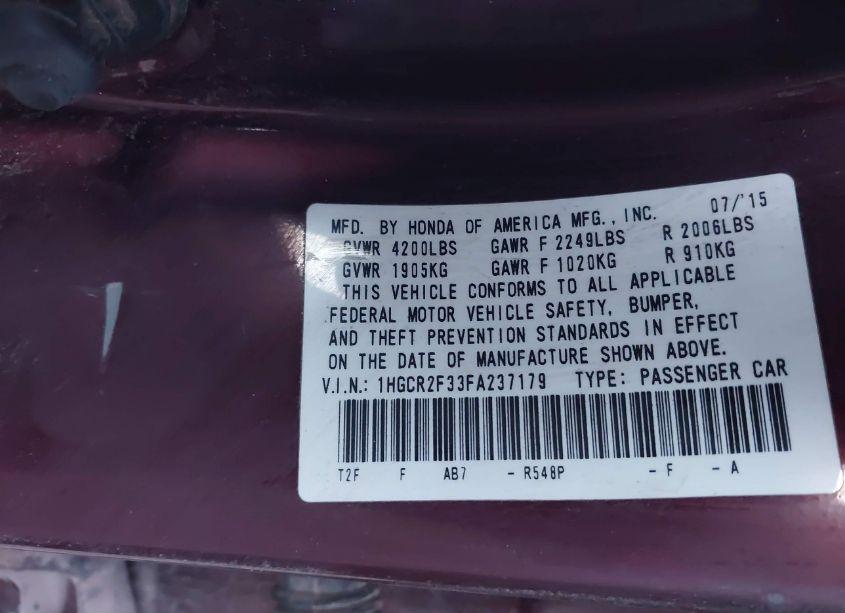 MFD. BY HONDA OF AMERICA MFG., INC. 07/'15
GVWR 4200LBS GAWR F 2249LBS R 2006LBS
GVWR 1905KG GAWR F 1020KG R 910KG
THIS VEHICLE CONFORMS TO ALL APPLICABLE
FEDERAL MOTOR VEHICLE SAFETY, BUMPER,
AND THEFT PREVENTION STANDARDS IN EFFECT
ON THE DATE OF MANUFACTURE SHOWN ABOVE.
V.I.N.: 1HGCR2F33FA237179 TYPE: PASSENGER CAR
T2F F AB7 - R548P - F - A